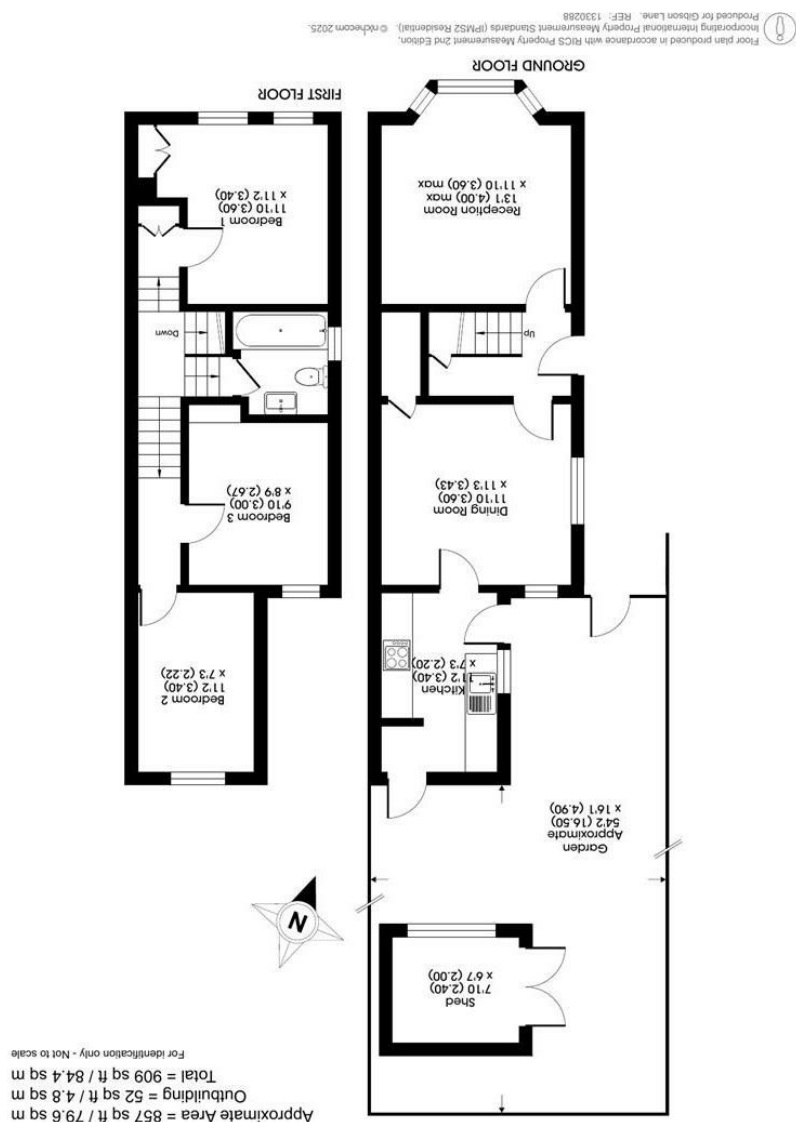 Approximate Area = 857 sq ft / 79.6 sq m
Outbuilding = 52 sq ft / 4.8 sq m
Total = 909 sq ft / 84.4 sq m
For identification only - Not to scale
Shed
7'10 (2.40)
x 6'7 (2.00)
N
Garden
Approximate
54'2 (16.50)
x 16'1 (4.90)
Kitchen
11'2 (3.40)
x 7'3 (2.20)
Bedroom 2
11'2 (3.40)
x 7'3 (2.22)
Dining Room
11'10 (3.60)
x 11'3 (3.43)
Bedroom 3
9'10 (3.00)
x 8'9 (2.67)
Up
Down
Reception Room
13'1 (4.00) max
x 11'10 (3.60) max
Bedroom 1
11'10 (3.60)
x 11'2 (3.40)
GROUND FLOOR
FIRST FLOOR
Floor plan produced in accordance with RICS Property Measurement 2nd Edition,
Incorporating International Property Measurement Standards (IPMS2 Residential). ©nichecom 2025.
Produced for Gibson Lane. REF: 1330288